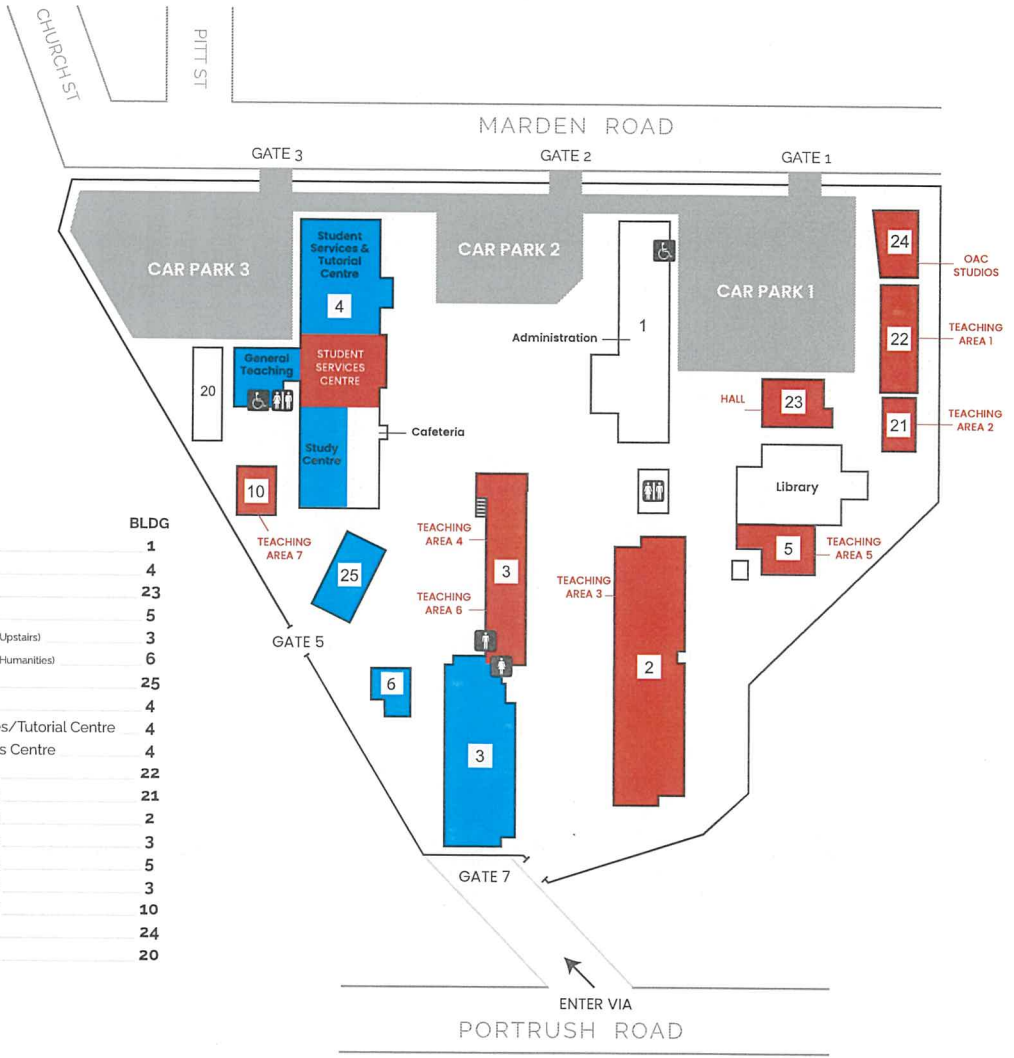 CHURCH ST
PITT ST
MARDEN ROAD
GATE 3
GATE 2
GATE 1
CAR PARK 3
Student
Services &
Tutorial
Centre
4
CAR PARK 2
CAR PARK 1
24
OAC
STUDIOS
Administration
1
22
TEACHING
AREA 1
20
General
Teaching
STUDENT
SERVICES
CENTRE
HALL
23
21
TEACHING
AREA 2
Cafeteria
Study
Centre
Library
10
TEACHING
AREA 7
TEACHING
AREA 4
3
TEACHING
AREA 6
TEACHING
AREA 3
2
5
TEACHING
AREA 5
25
GATE 5
6
3
BLDG
1
4
23
5
Upstairs) 3
Humanities) 6
25
4
es/Tutorial Centre 4
s Centre 4
22
21
2
3
5
3
10
24
20
GATE 7
ENTER VIA
PORTRUSH ROAD